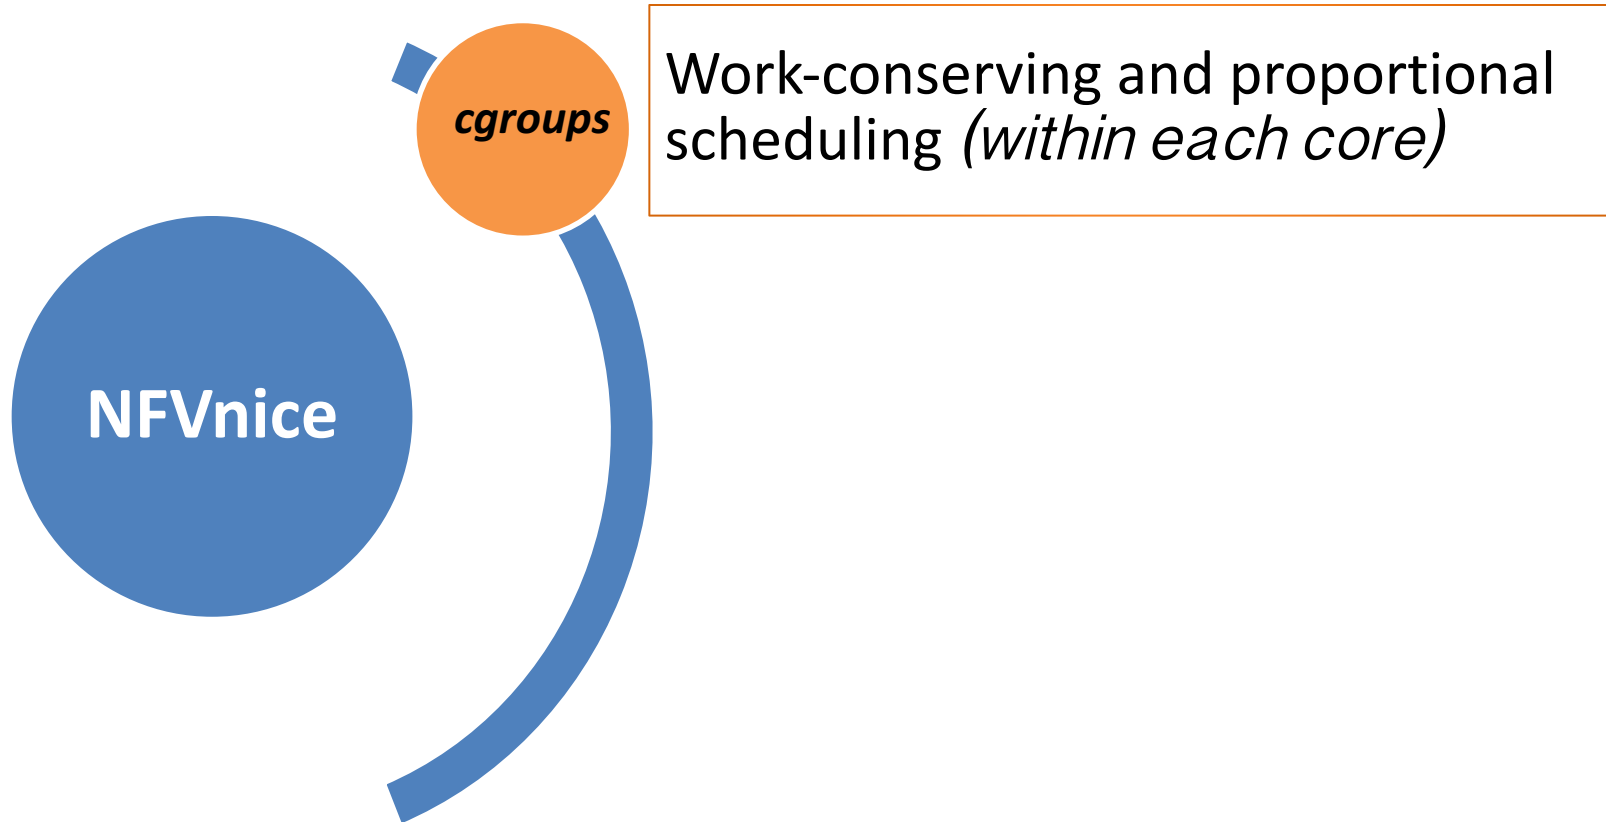 cgroups
Work-conserving and proportional
scheduling (within each core)
NFVnice